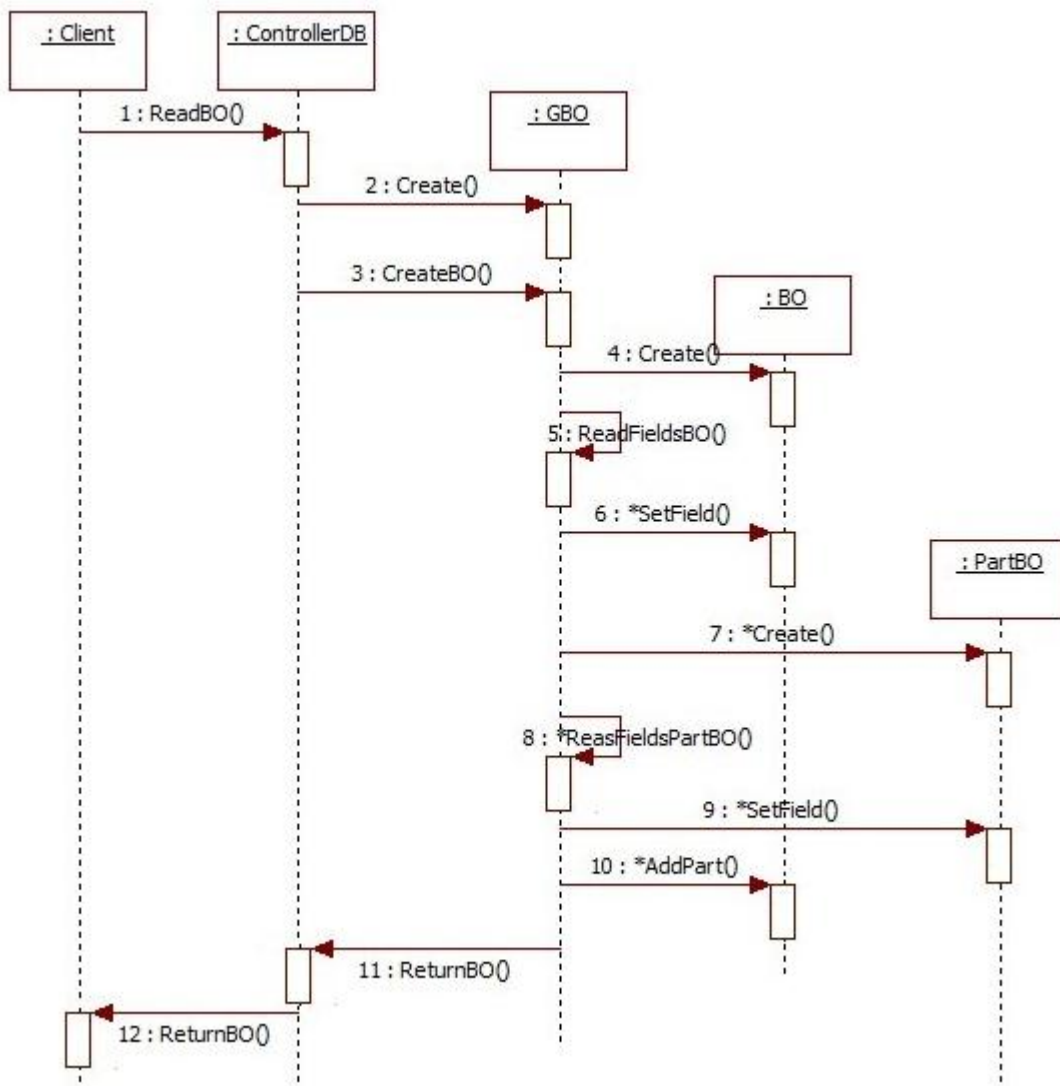 : Client
: ControllerDB
1 : ReadBO()
: GBO
2 : Create()
3 : CreateBO()
: BO
4 : Create()
5 : ReadFieldsBO()
6 : *SetField()
: PartBO
7 : *Create()
8 : *ReasFieldsPartBO()
9 : *SetField()
10 : *AddPart()
11 : ReturnBO()
12 : ReturnBO()